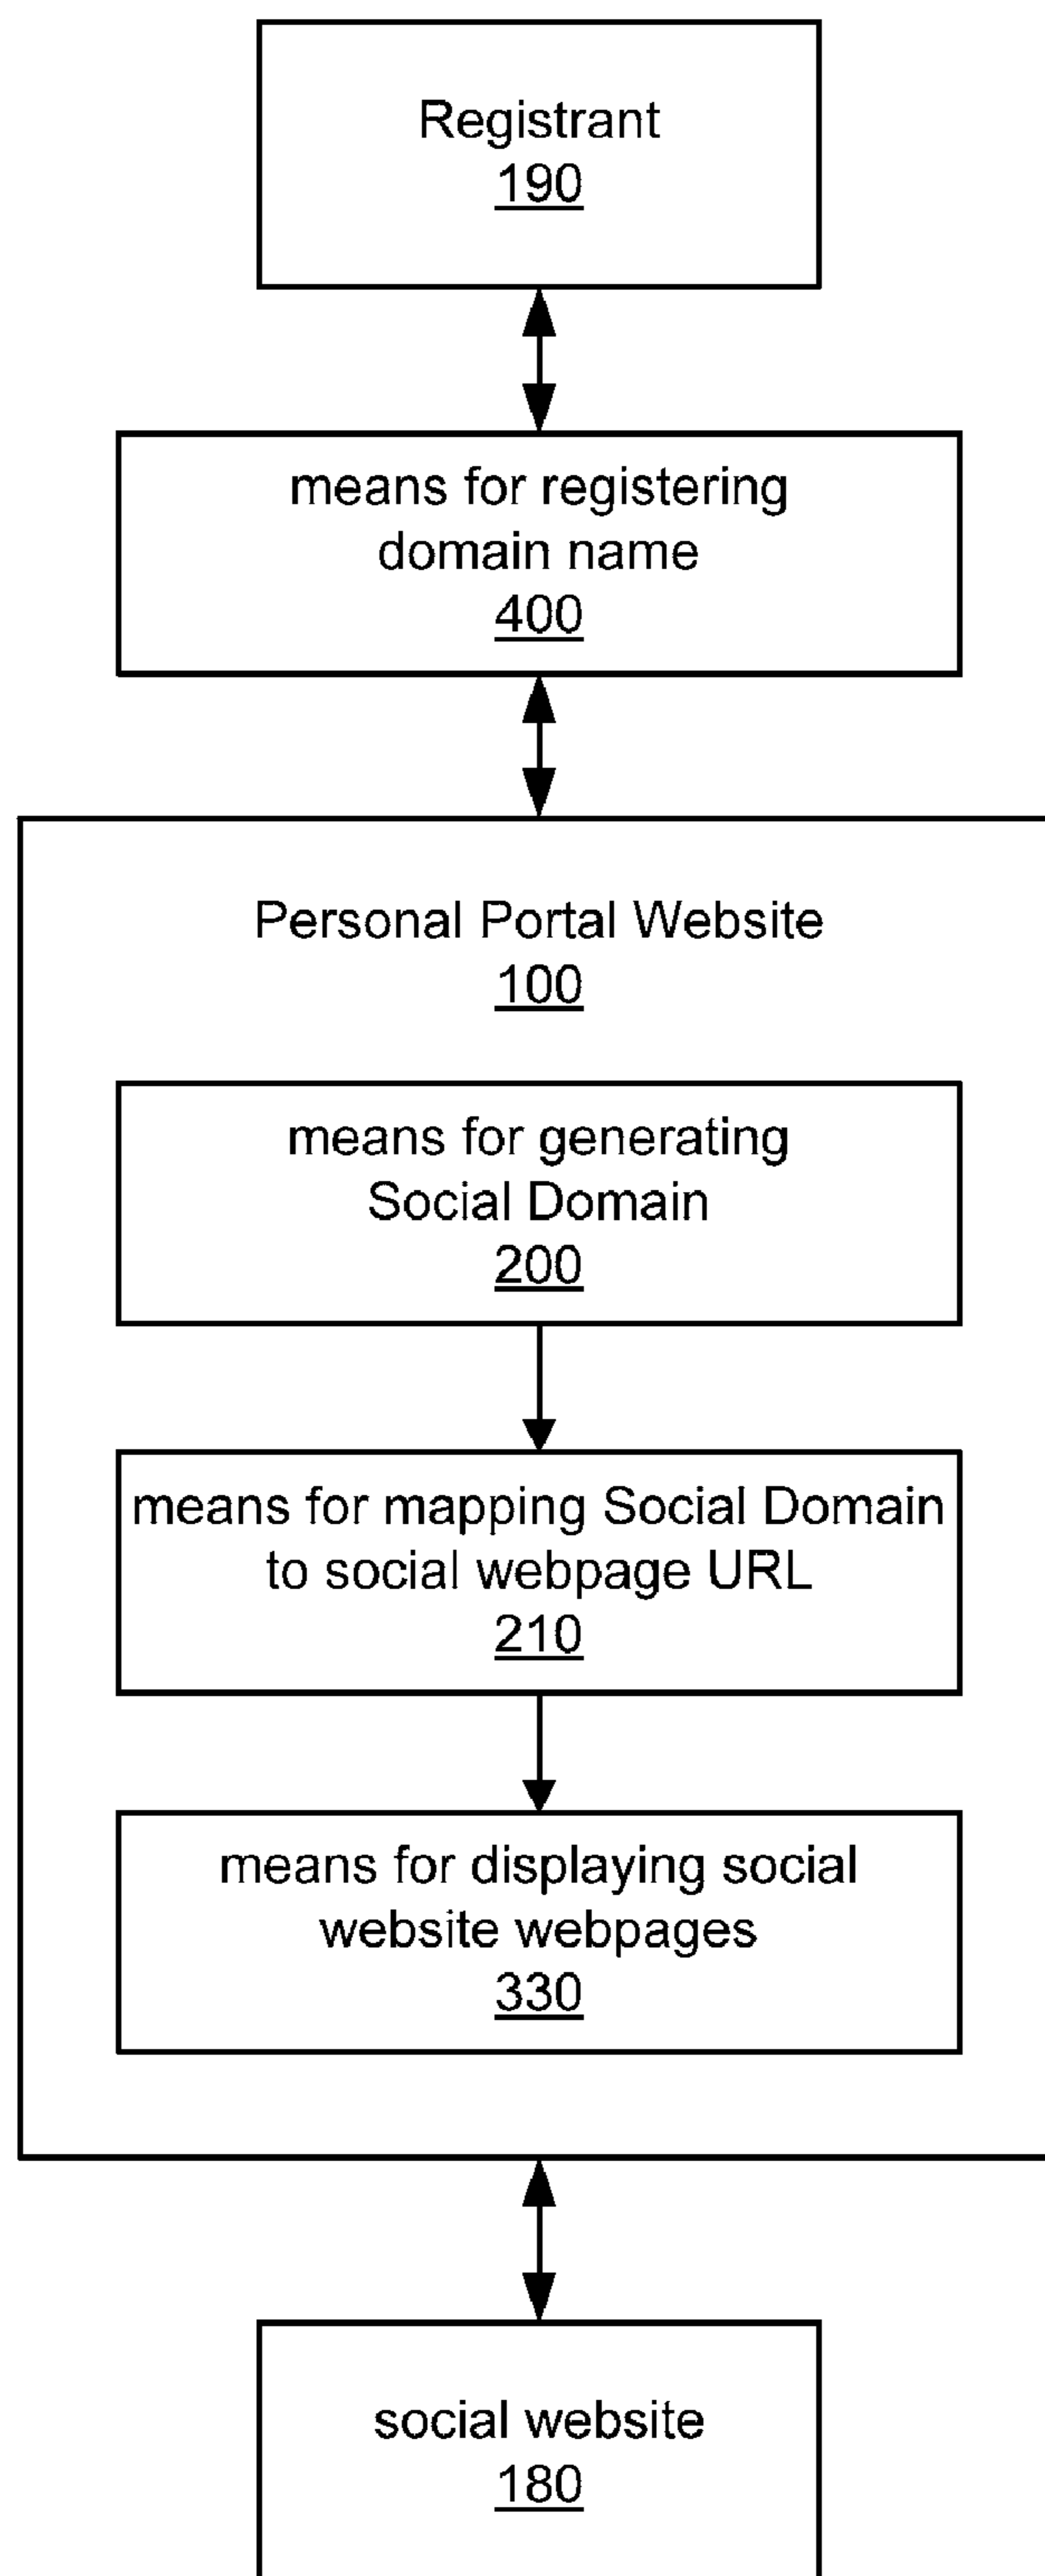 Registrant
190
means for registering
domain name
400
Personal Portal Website
100
means for generating
Social Domain
200
means for mapping Social Domain
to social webpage URL
210
means for displaying social
website webpages
330
social website
180